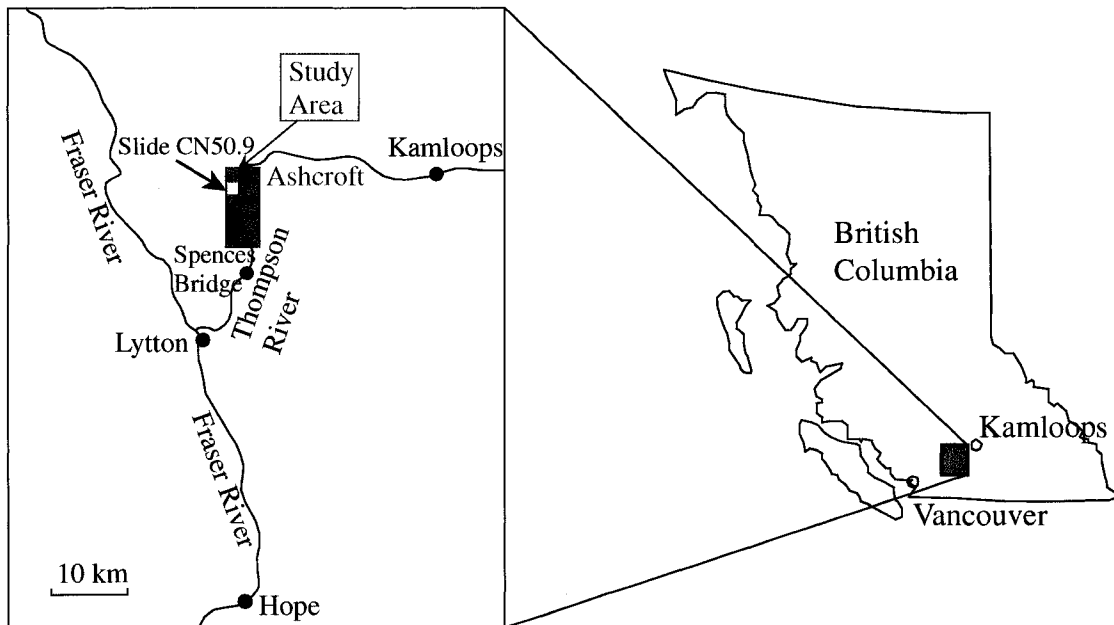 Study
Area
Slide CN50.9
Kamloops
Fraser River
Ashcroft
Spences
Bridge
Thompson
River
Lytton
Fraser River
10 km
Hope
British
Columbia
Kamloops
Vancouver